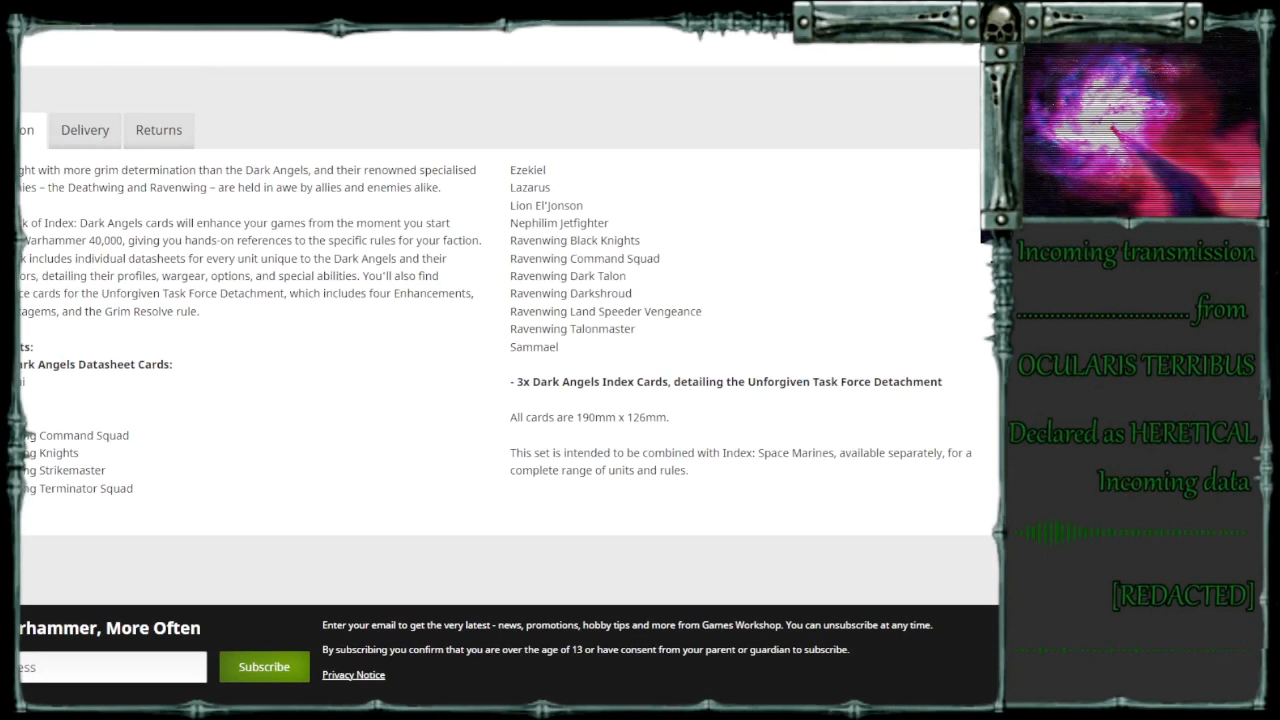 on
Delivery
Returns
ght with more grim determination than the Dark Angels, and their renowned specialised
ies – the Deathwing and Ravenwing – are held in awe by allies and enemies alike.
k of Index: Dark Angels cards will enhance your games from the moment you start
Warhammer 40,000, giving you hands-on references to the specific rules for your faction.
k includes individual datasheets for every unit unique to the Dark Angels and their
ors, detailing their profiles, wargear, options, and special abilities. You'll also find
ce cards for the Unforgiven Task Force Detachment, which includes four Enhancements,
tagems, and the Grim Resolve rule.
ts:
ark Angels Datasheet Cards:
i
ng Command Squad
ng Knights
ng Strikemaster
ng Terminator Squad
Ezekiel
Lazarus
Lion El'Jonson
Nephilim Jetfighter
Ravenwing Black Knights
Ravenwing Command Squad
Ravenwing Dark Talon
Ravenwing Darkshroud
Ravenwing Land Speeder Vengeance
Ravenwing Talonmaster
Sammael
- 3x Dark Angels Index Cards, detailing the Unforgiven Task Force Detachment
All cards are 190mm x 126mm.
This set is intended to be combined with Index: Space Marines, available separately, for a
complete range of units and rules.
rhammer, More Often
ess
Subscribe
Enter your email to get the very latest - news, promotions, hobby tips and more from Games Workshop. You can unsubscribe at any time.
By subscribing you confirm that you are over the age of 13 or have consent from your parent or guardian to subscribe.
Privacy Notice
Incoming transmission
................................ from
OCULARIS TERRIBUS
Declared as HERETICAL
Incoming data
[REDACTED]